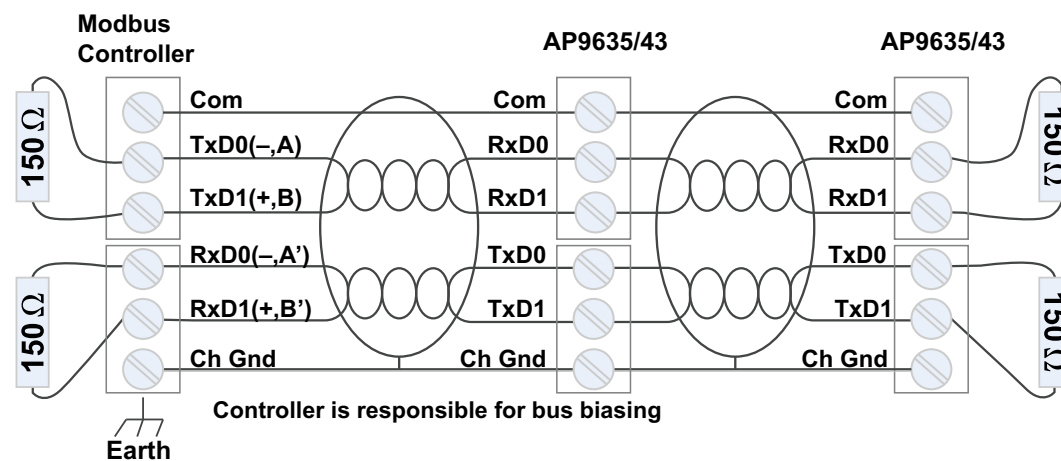 Modbus
Controller
AP9635/43
AP9635/43
150 Ω
Com
Com
Com
150 Ω
TxD0(–,A)
RxD0
RxD0
TxD1(+,B)
RxD1
RxD1
150 Ω
RxD0(–,A’)
TxD0
TxD0
150 Ω
RxD1(+,B’)
TxD1
TxD1
Ch Gnd
Ch Gnd
Ch Gnd
Controller is responsible for bus biasing
Earth